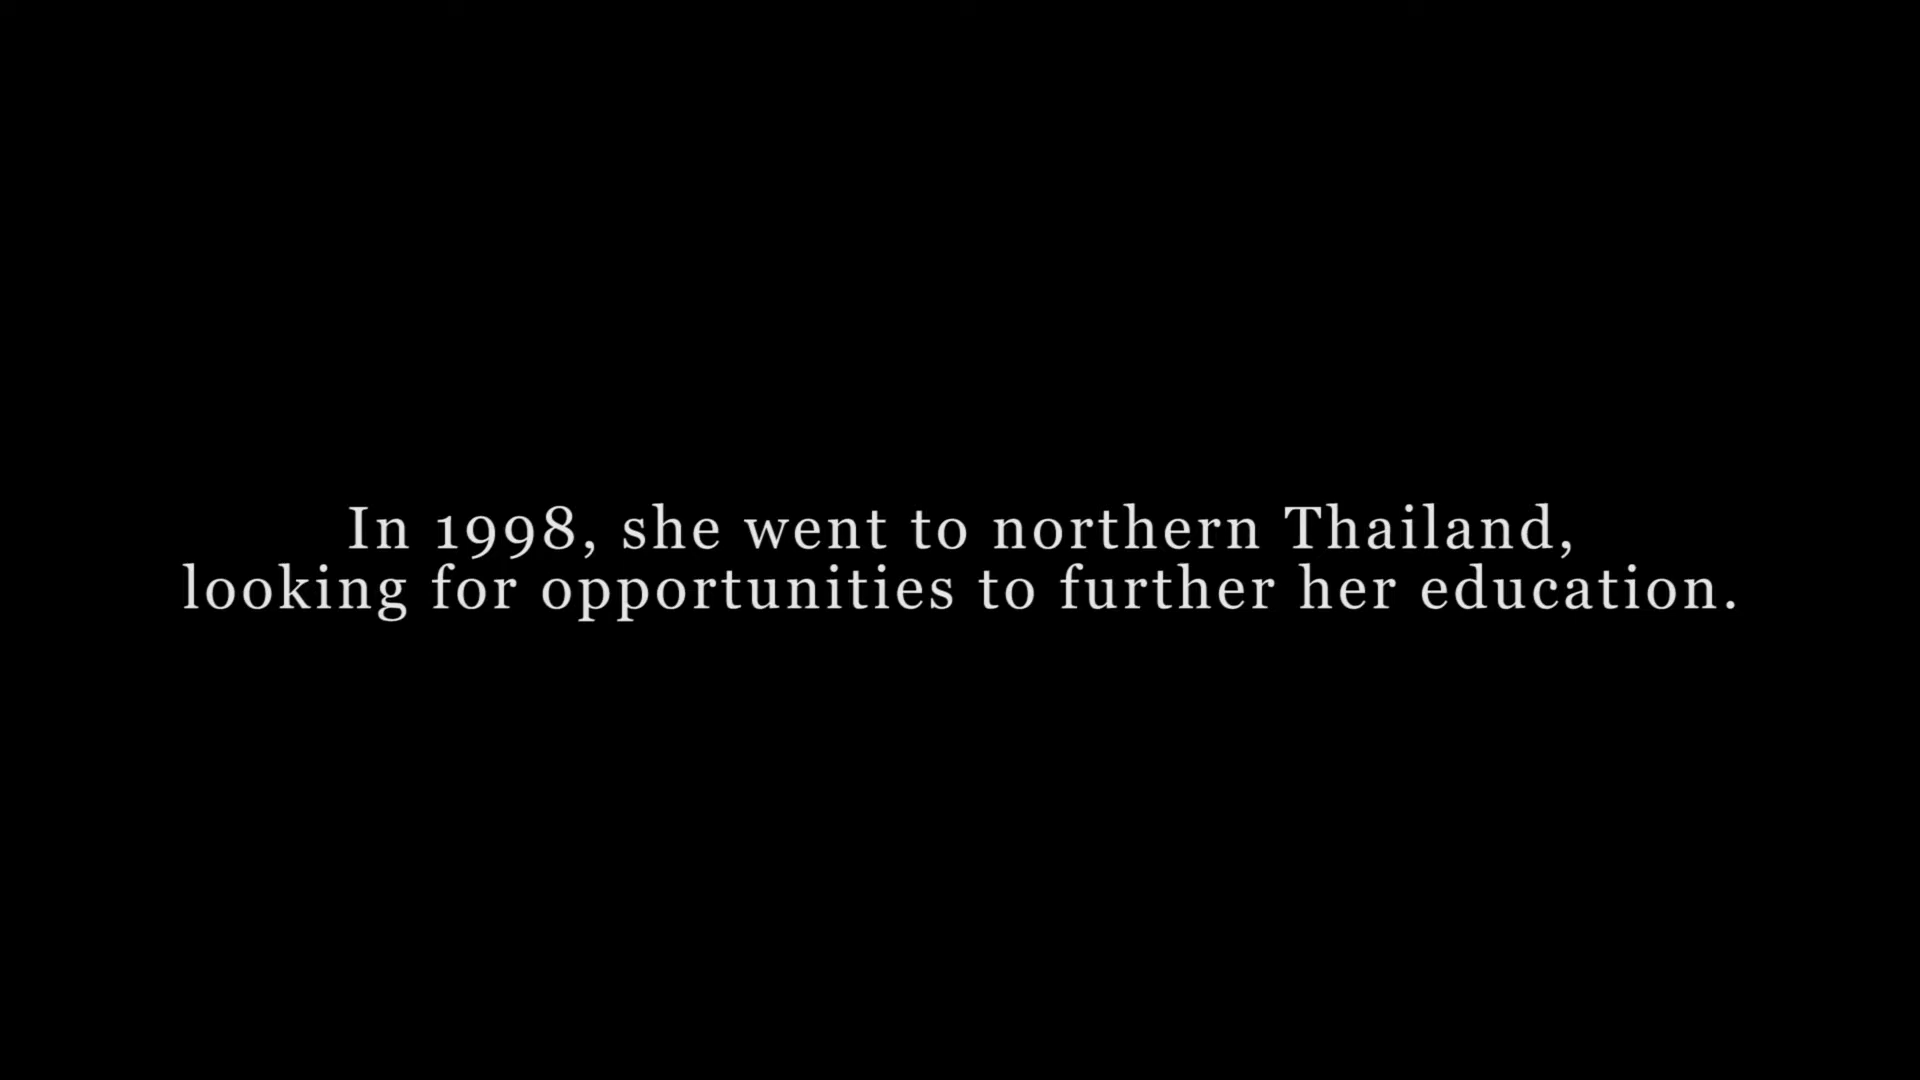 In 1998, she went to northern Thailand,
looking for opportunities to further her education.